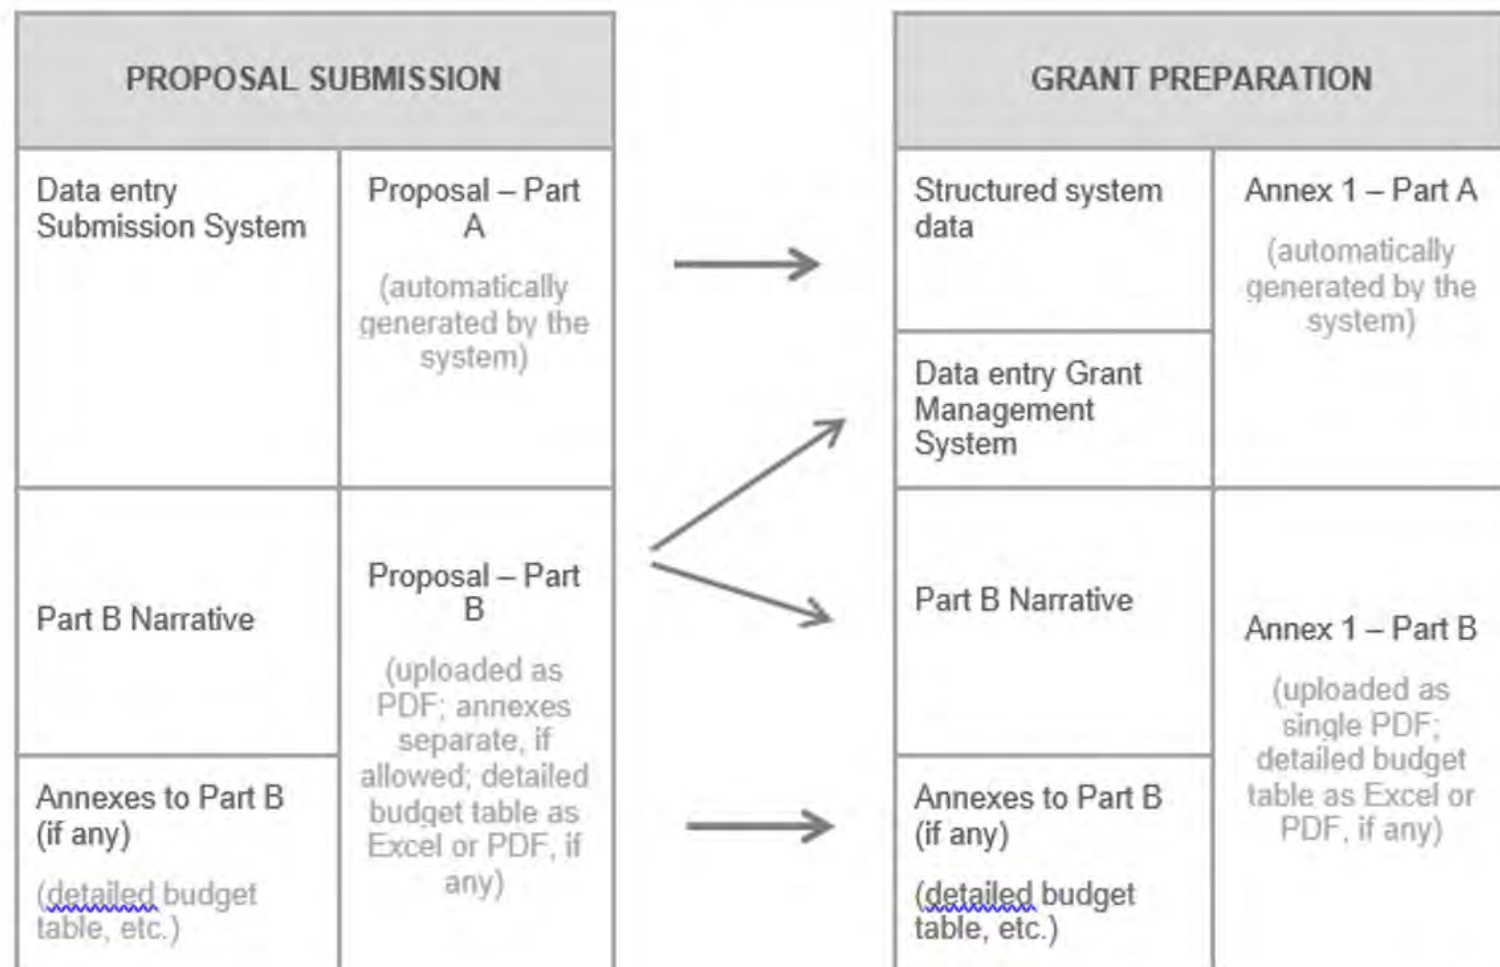 PROPOSAL SUBMISSION
Data entry
Submission System
Proposal – Part
A
(automatically
generated by the
system)
Part B Narrative
Proposal – Part
B
(uploaded as
PDF; annexes
separate, if
allowed; detailed
budget table as
Excel or PDF, if
any)
Annexes to Part B
(if any)
(detailed budget
table, etc.)
GRANT PREPARATION
Structured system
data
Annex 1 – Part A
(automatically
generated by the
system)
Data entry Grant
Management
System
Part B Narrative
Annex 1 – Part B
(uploaded as
single PDF;
detailed budget
table as Excel or
PDF, if any)
Annexes to Part B
(if any)
(detailed budget
table, etc.)